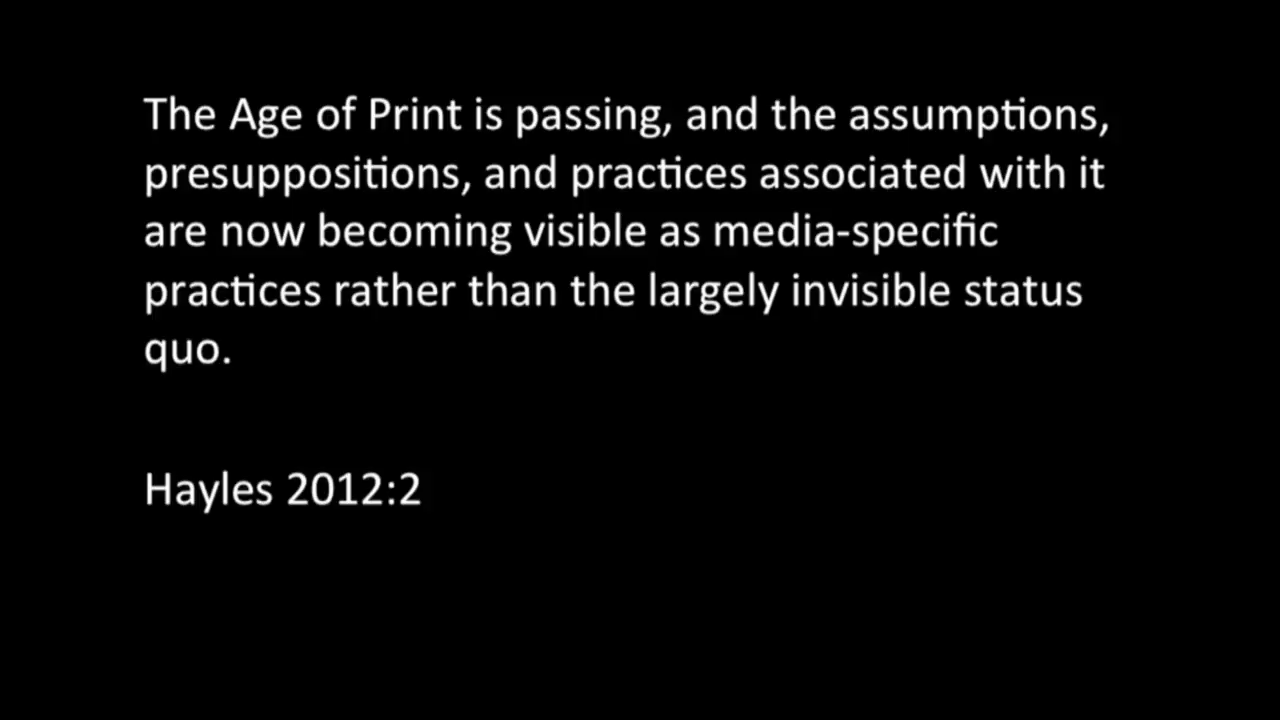 The Age of Print is passing, and the assumptions,
presuppositions, and practices associated with it
are now becoming visible as media-specific
practices rather than the largely invisible status
quo.
Hayles 2012:2